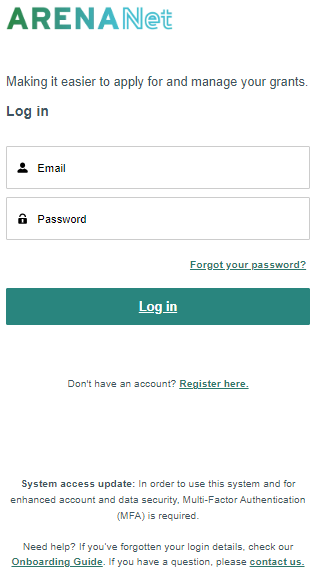 ARENANet
Making it easier to apply for and manage your grants.
Log in
Email
Password
Forgot your password?
Log in
Don't have an account? Register here.
System access update: In order to use this system and for
enhanced account and data security, Multi-Factor Authentication
(MFA) is required.
Need help? If you've forgotten your login details, check our
Onboarding Guide. If you have a question, please contact us.